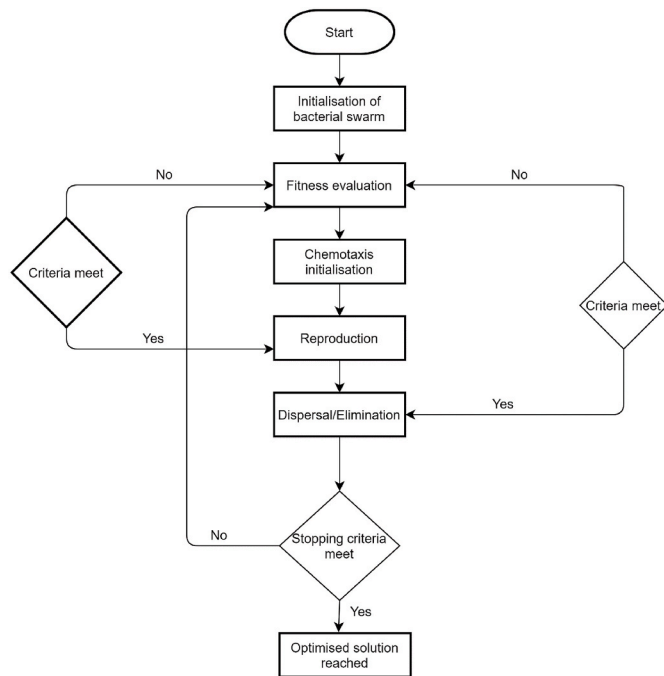 Start
Initialisation of
bacterial swarm
No
No
Fitness evaluation
Chemotaxis
initialisation
Criteria meet
Criteria meet
Yes
Reproduction
Dispersal/Elimination
Yes
No
Stopping criteria
meet
Yes
Optimised solution
reached